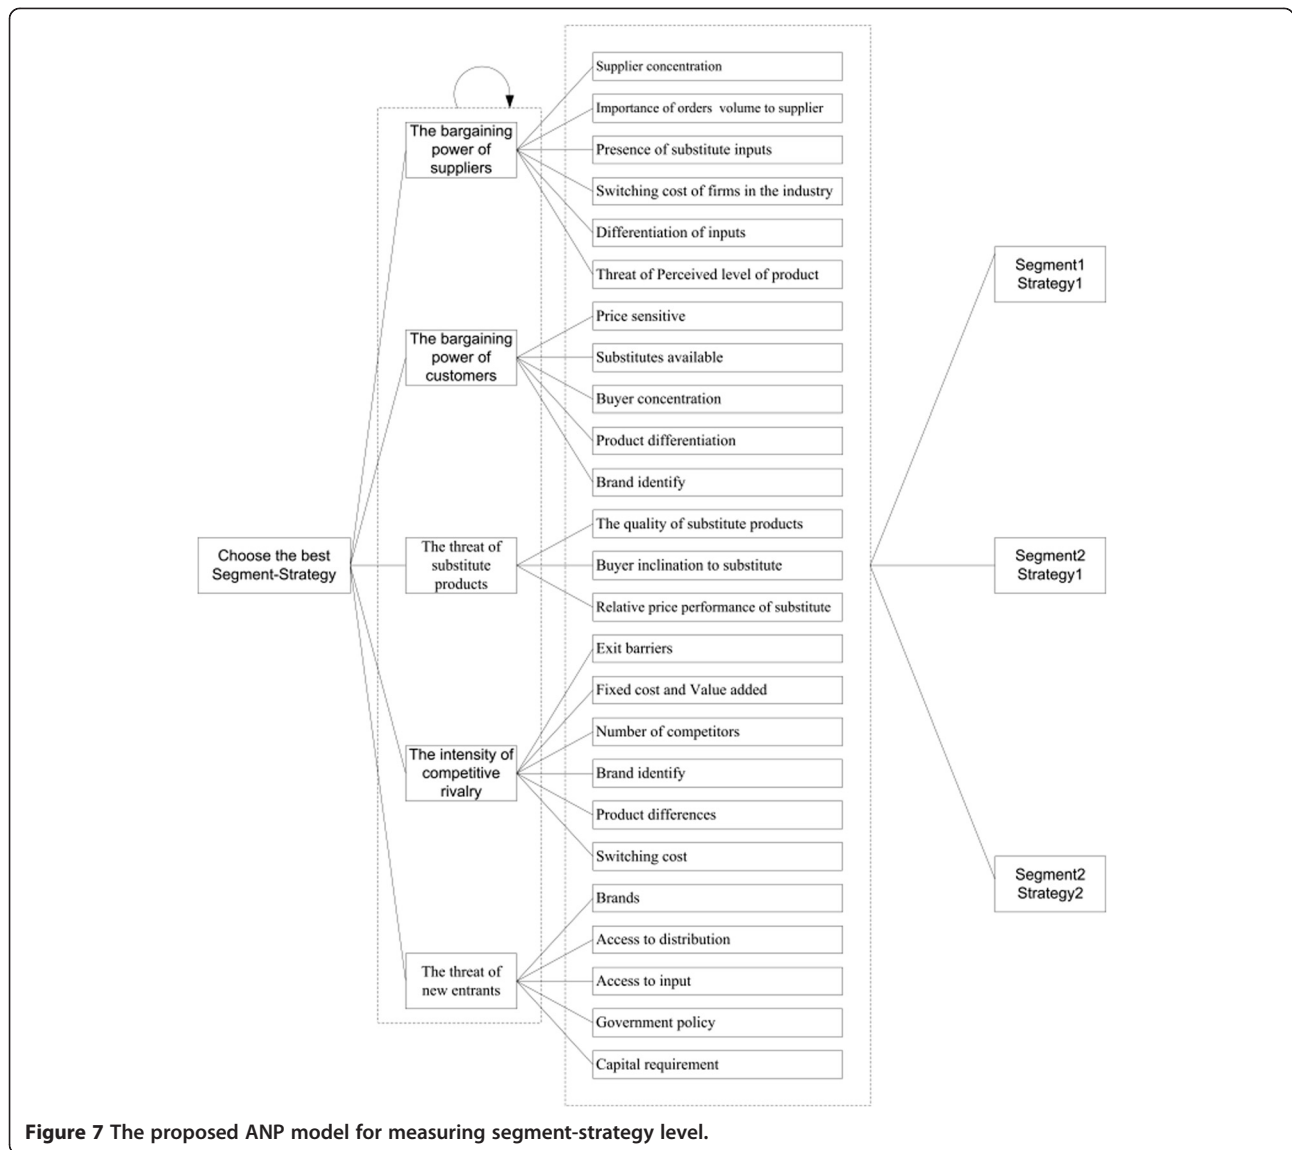 Choose the best
Segment-Strategy
The bargaining
power of
suppliers
The bargaining
power of
customers
The threat of
substitute
products
The intensity of
competitive
rivalry
The threat of
new entrants
Supplier concentration
Importance of orders volume to supplier
Presence of substitute inputs
Switching cost of firms in the industry
Differentiation of inputs
Threat of Perceived level of product
Price sensitive
Substitutes available
Buyer concentration
Product differentiation
Brand identify
The quality of substitute products
Buyer inclination to substitute
Relative price performance of substitute
Exit barriers
Fixed cost and Value added
Number of competitors
Brand identify
Product differences
Switching cost
Brands
Access to distribution
Access to input
Government policy
Capital requirement
Segment1
Strategy1
Segment2
Strategy1
Segment2
Strategy2
Figure 7 The proposed ANP model for measuring segment-strategy level.